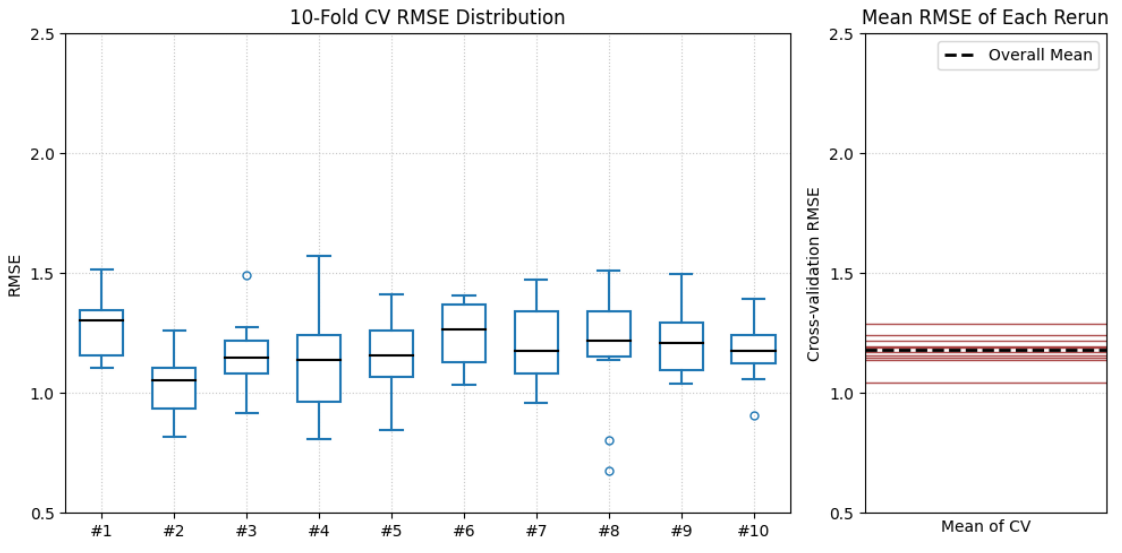 10-Fold CV RMSE Distribution
RMSE
2.5
2.0
1.5
1.0
0.5
#1 #2 #3 #4 #5 #6 #7 #8 #9 #10
Mean RMSE of Each Rerun
Overall Mean
Cross-validation RMSE
2.5
2.0
1.5
1.0
0.5
Mean of CV